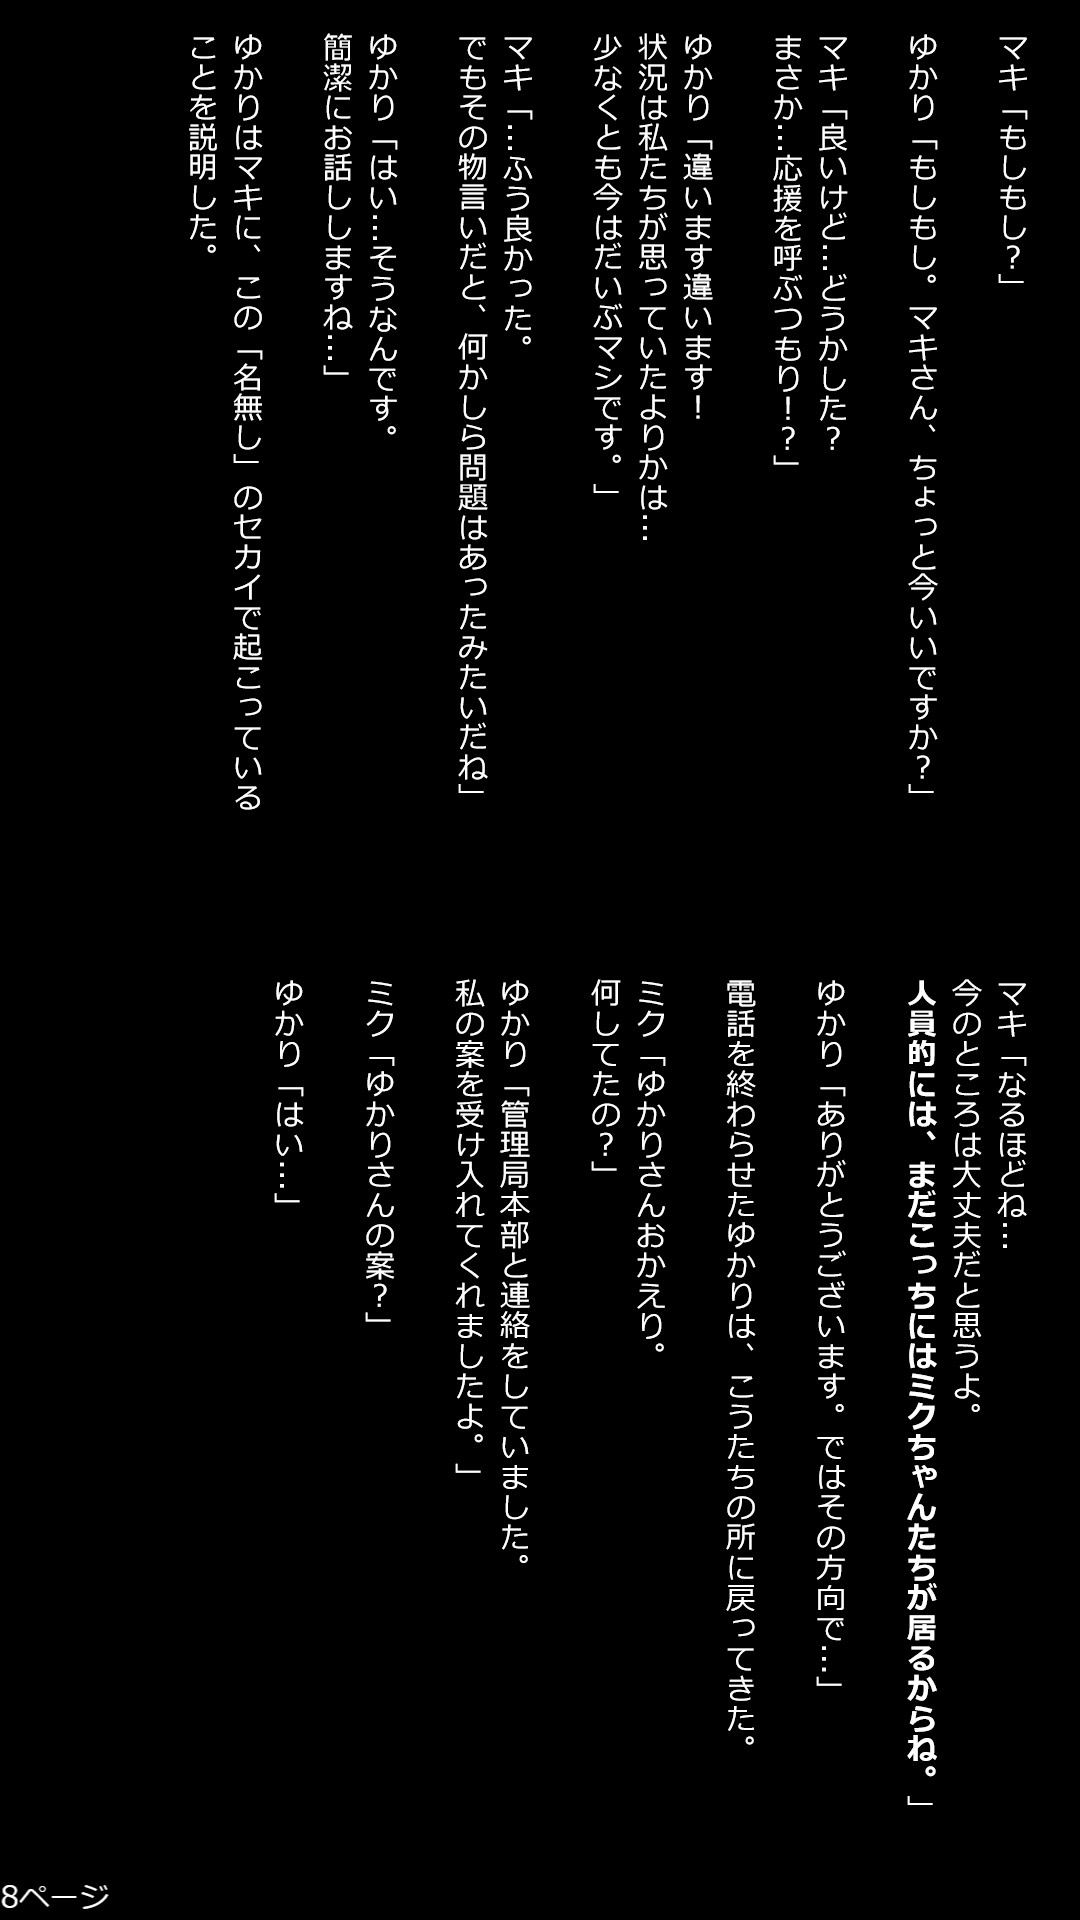 マキ「もしもし？」
ゆかり「もしもし。マキさん、ちょっと今いいですか？」
マキ「良いけど…どうかした？
まさか…応援を呼ぶつもり！？」
ゆかり「違います違います！
状況は私たちが思っていたよりかは…
少なくとも今はだいぶマシです。」
マキ「…ふう良かった。
でもその物言いだと、何かしら問題はあったみたいだね」
ゆかり「はい…そうなんです。
簡潔にお話ししますね…」
ゆかりはマキに、この「名無し」のセカイで起こっている
ことを説明した。
マキ「なるほどね…
今のところは大丈夫だと思うよ。
人員的には、まだこっちにはミクちゃんたちが居るからね。」
ゆかり「ありがとうございます。ではその方向で…」
電話を終わらせたゆかりは、こうたちの所に戻ってきた。
ミク「ゆかりさんおかえり。
何してたの？」
ゆかり「管理局本部と連絡をしていました。
私の案を受け入れてくれましたよ。」
ミク「ゆかりさんの案？」
ゆかり「はい…」
8ページ